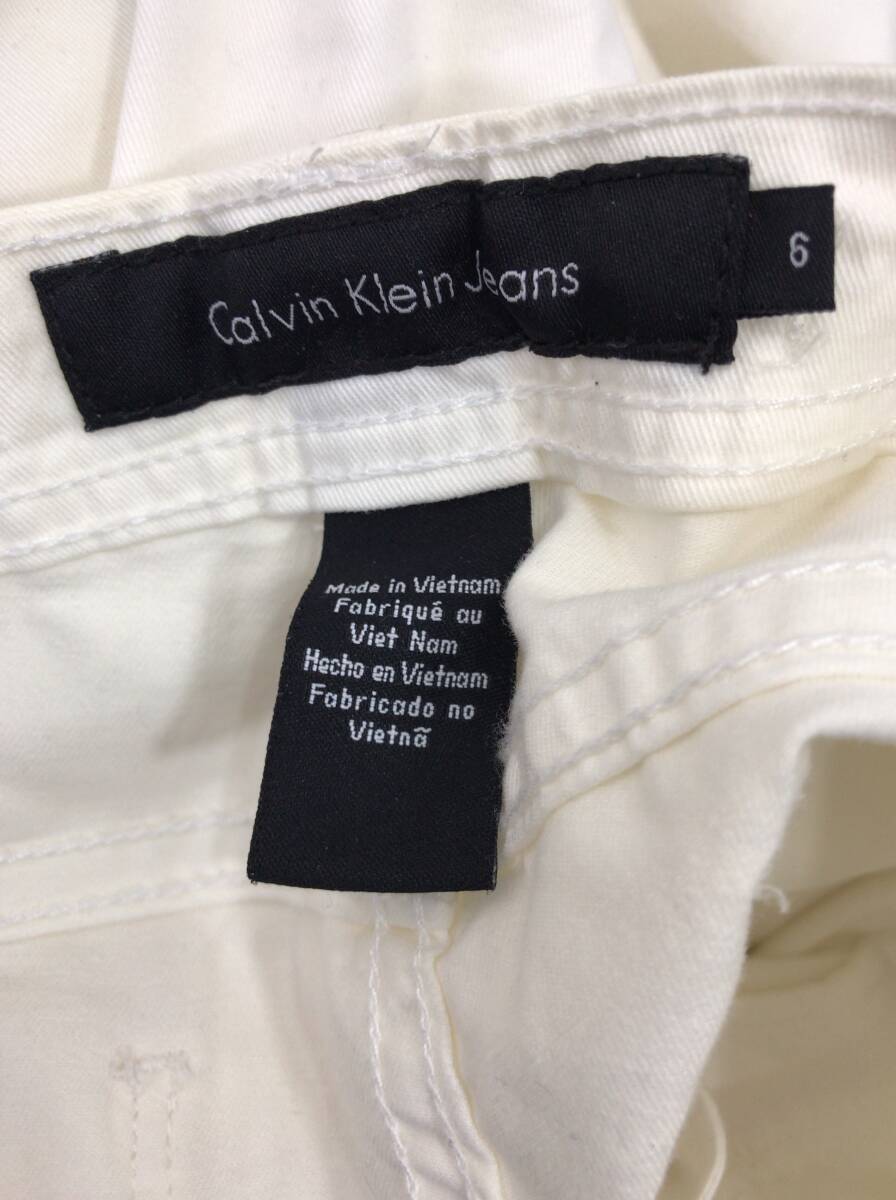 Calvin Klein Jeans
6
Made in Vietnam
Fabriqué au
Viet Nam
Hecho en Vietnam
Fabricado no
Vietnã